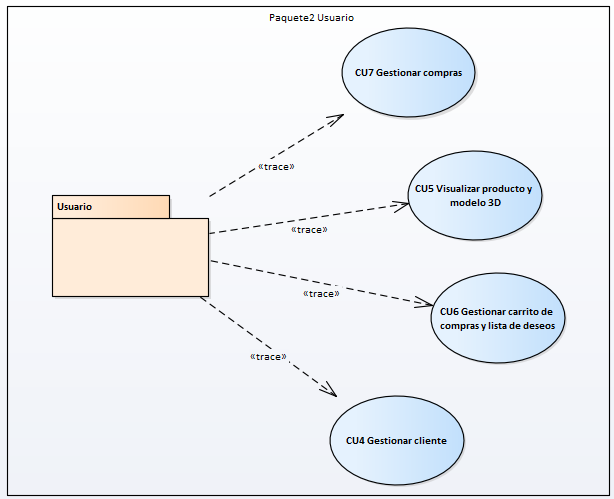 Paquete2 Usuario
CU7 Gestionar compras
«trace»
CU5 Visualizar producto y
modelo 3D
Usuario
«trace»
«trace»
CU6 Gestionar carrito de
compras y lista de deseos
«trace»
CU4 Gestionar cliente